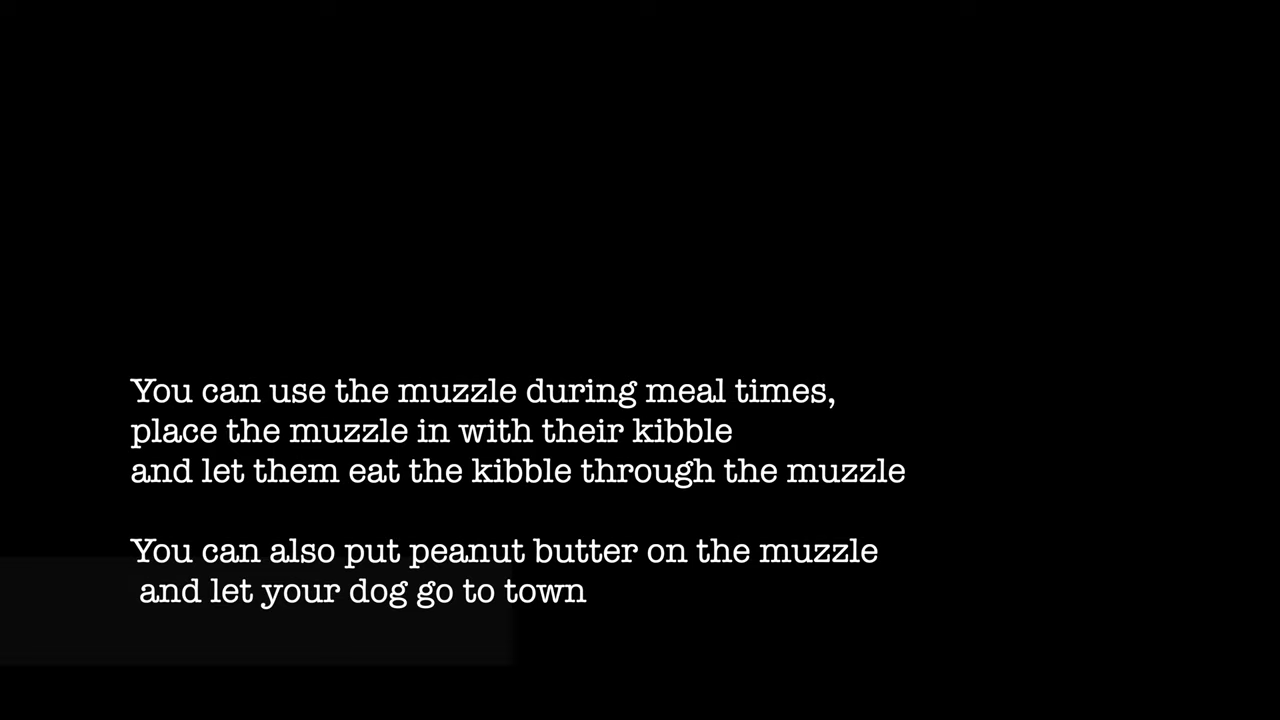 You can use the muzzle during meal times,
place the muzzle in with their kibble
and let them eat the kibble through the muzzle
You can also put peanut butter on the muzzle
and let your dog go to town